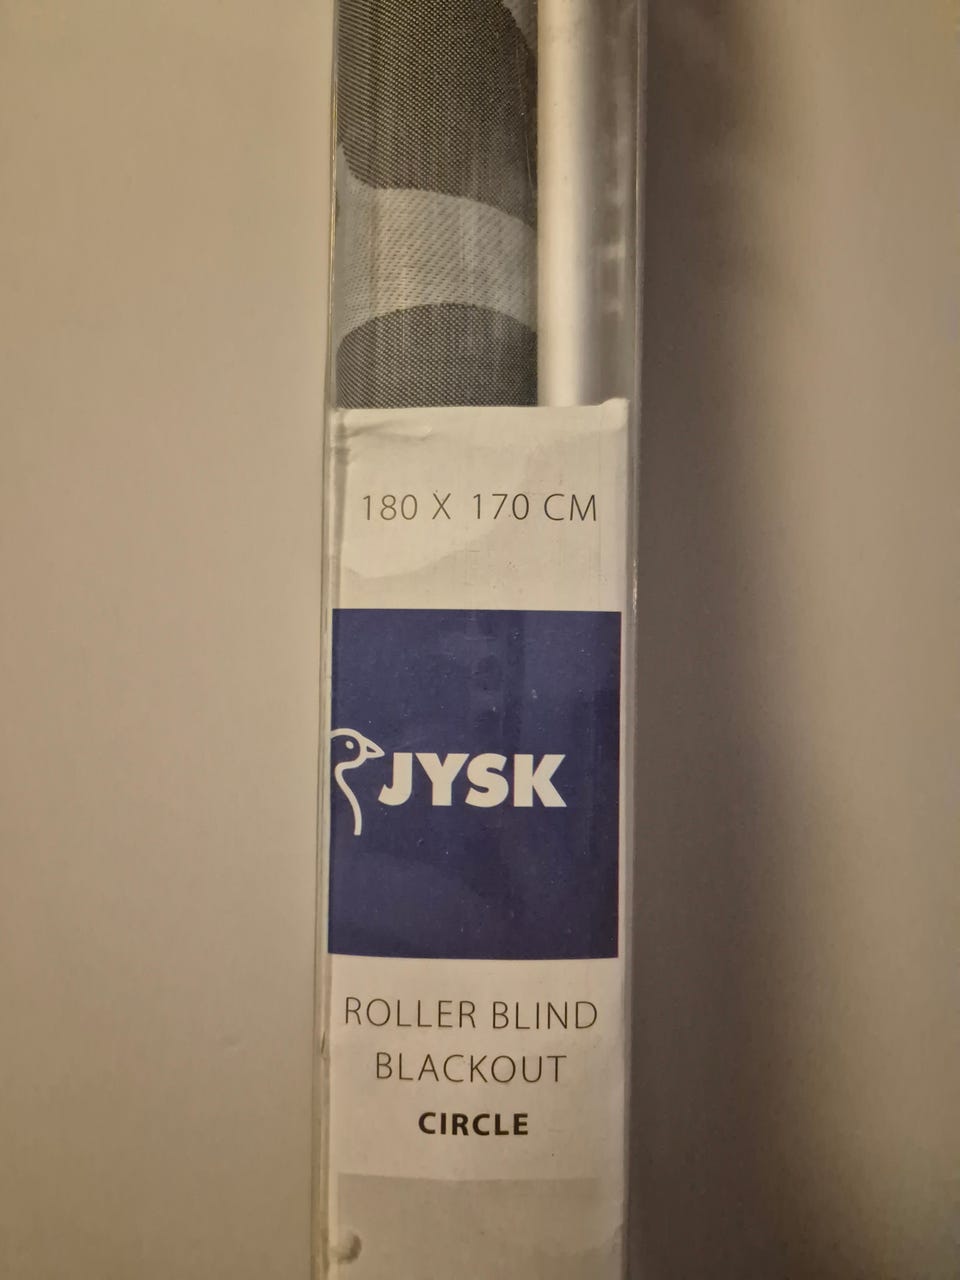 180 X 170 CM
JYSK
ROLLER BLIND
BLACKOUT
CIRCLE